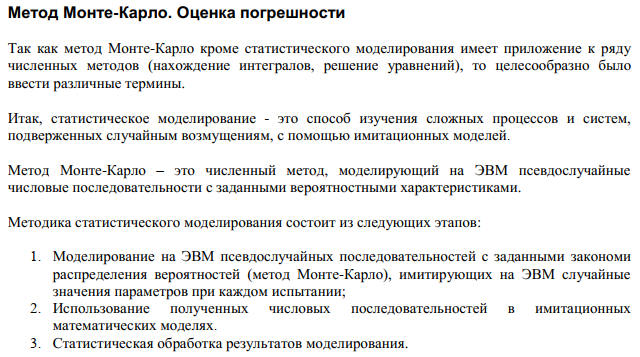 Метод Монте-Карло. Оценка погрешности
Так как метод Монте-Карло кроме статистического моделирования имеет приложение к ряду
численных методов (нахождение интегралов, решение уравнений), то целесообразно было
ввести различные термины.
Итак, статистическое моделирование - это способ изучения сложных процессов и систем,
подверженных случайным возмущениям, с помощью имитационных моделей.
Метод Монте-Карло – это численный метод, моделирующий на ЭВМ псевдослучайные
числовые последовательности с заданными вероятностными характеристиками.
Методика статистического моделирования состоит из следующих этапов:
1. Моделирование на ЭВМ псевдослучайных последовательностей с заданными закономи
распределения вероятностей (метод Монте-Карло), имитирующих на ЭВМ случайные
значения параметров при каждом испытании;
2. Использование полученных числовых последовательностей в имитационных
математических моделях.
3. Статистическая обработка результатов моделирования.